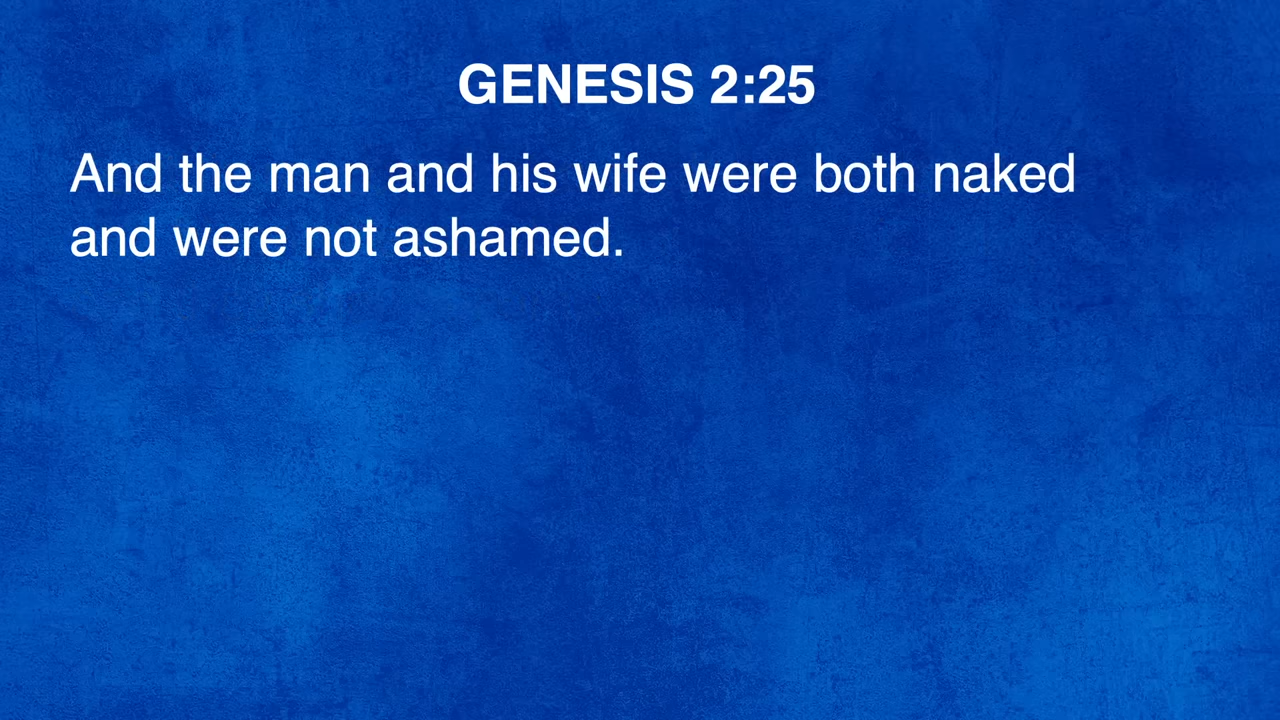 GENESIS 2:25
And the man and his wife were both naked
and were not ashamed.